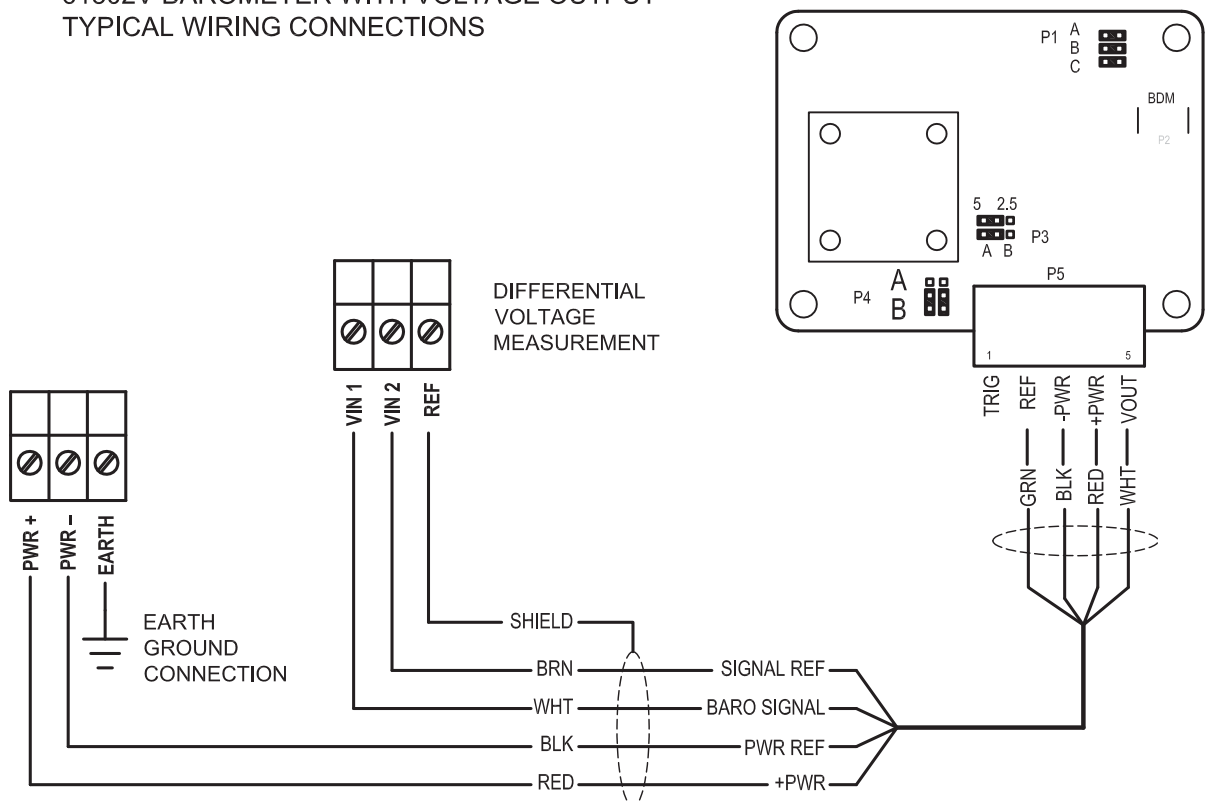 TYPICAL WIRING CONNECTIONS
P1
A
B
C
BDM
P2
5 2.5
P3
A B
P4
A
B
P5
1 5
TRIG
REF
-PWR
+PWR
VOUT
GRN
BLK
RED
WHT
DIFFERENTIAL
VOLTAGE
MEASUREMENT
VIN 1
VIN 2
REF
PWR +
PWR –
EARTH
EARTH
GROUND
CONNECTION
SHIELD
BRN SIGNAL REF
WHT BARO SIGNAL
BLK PWR REF
RED +PWR